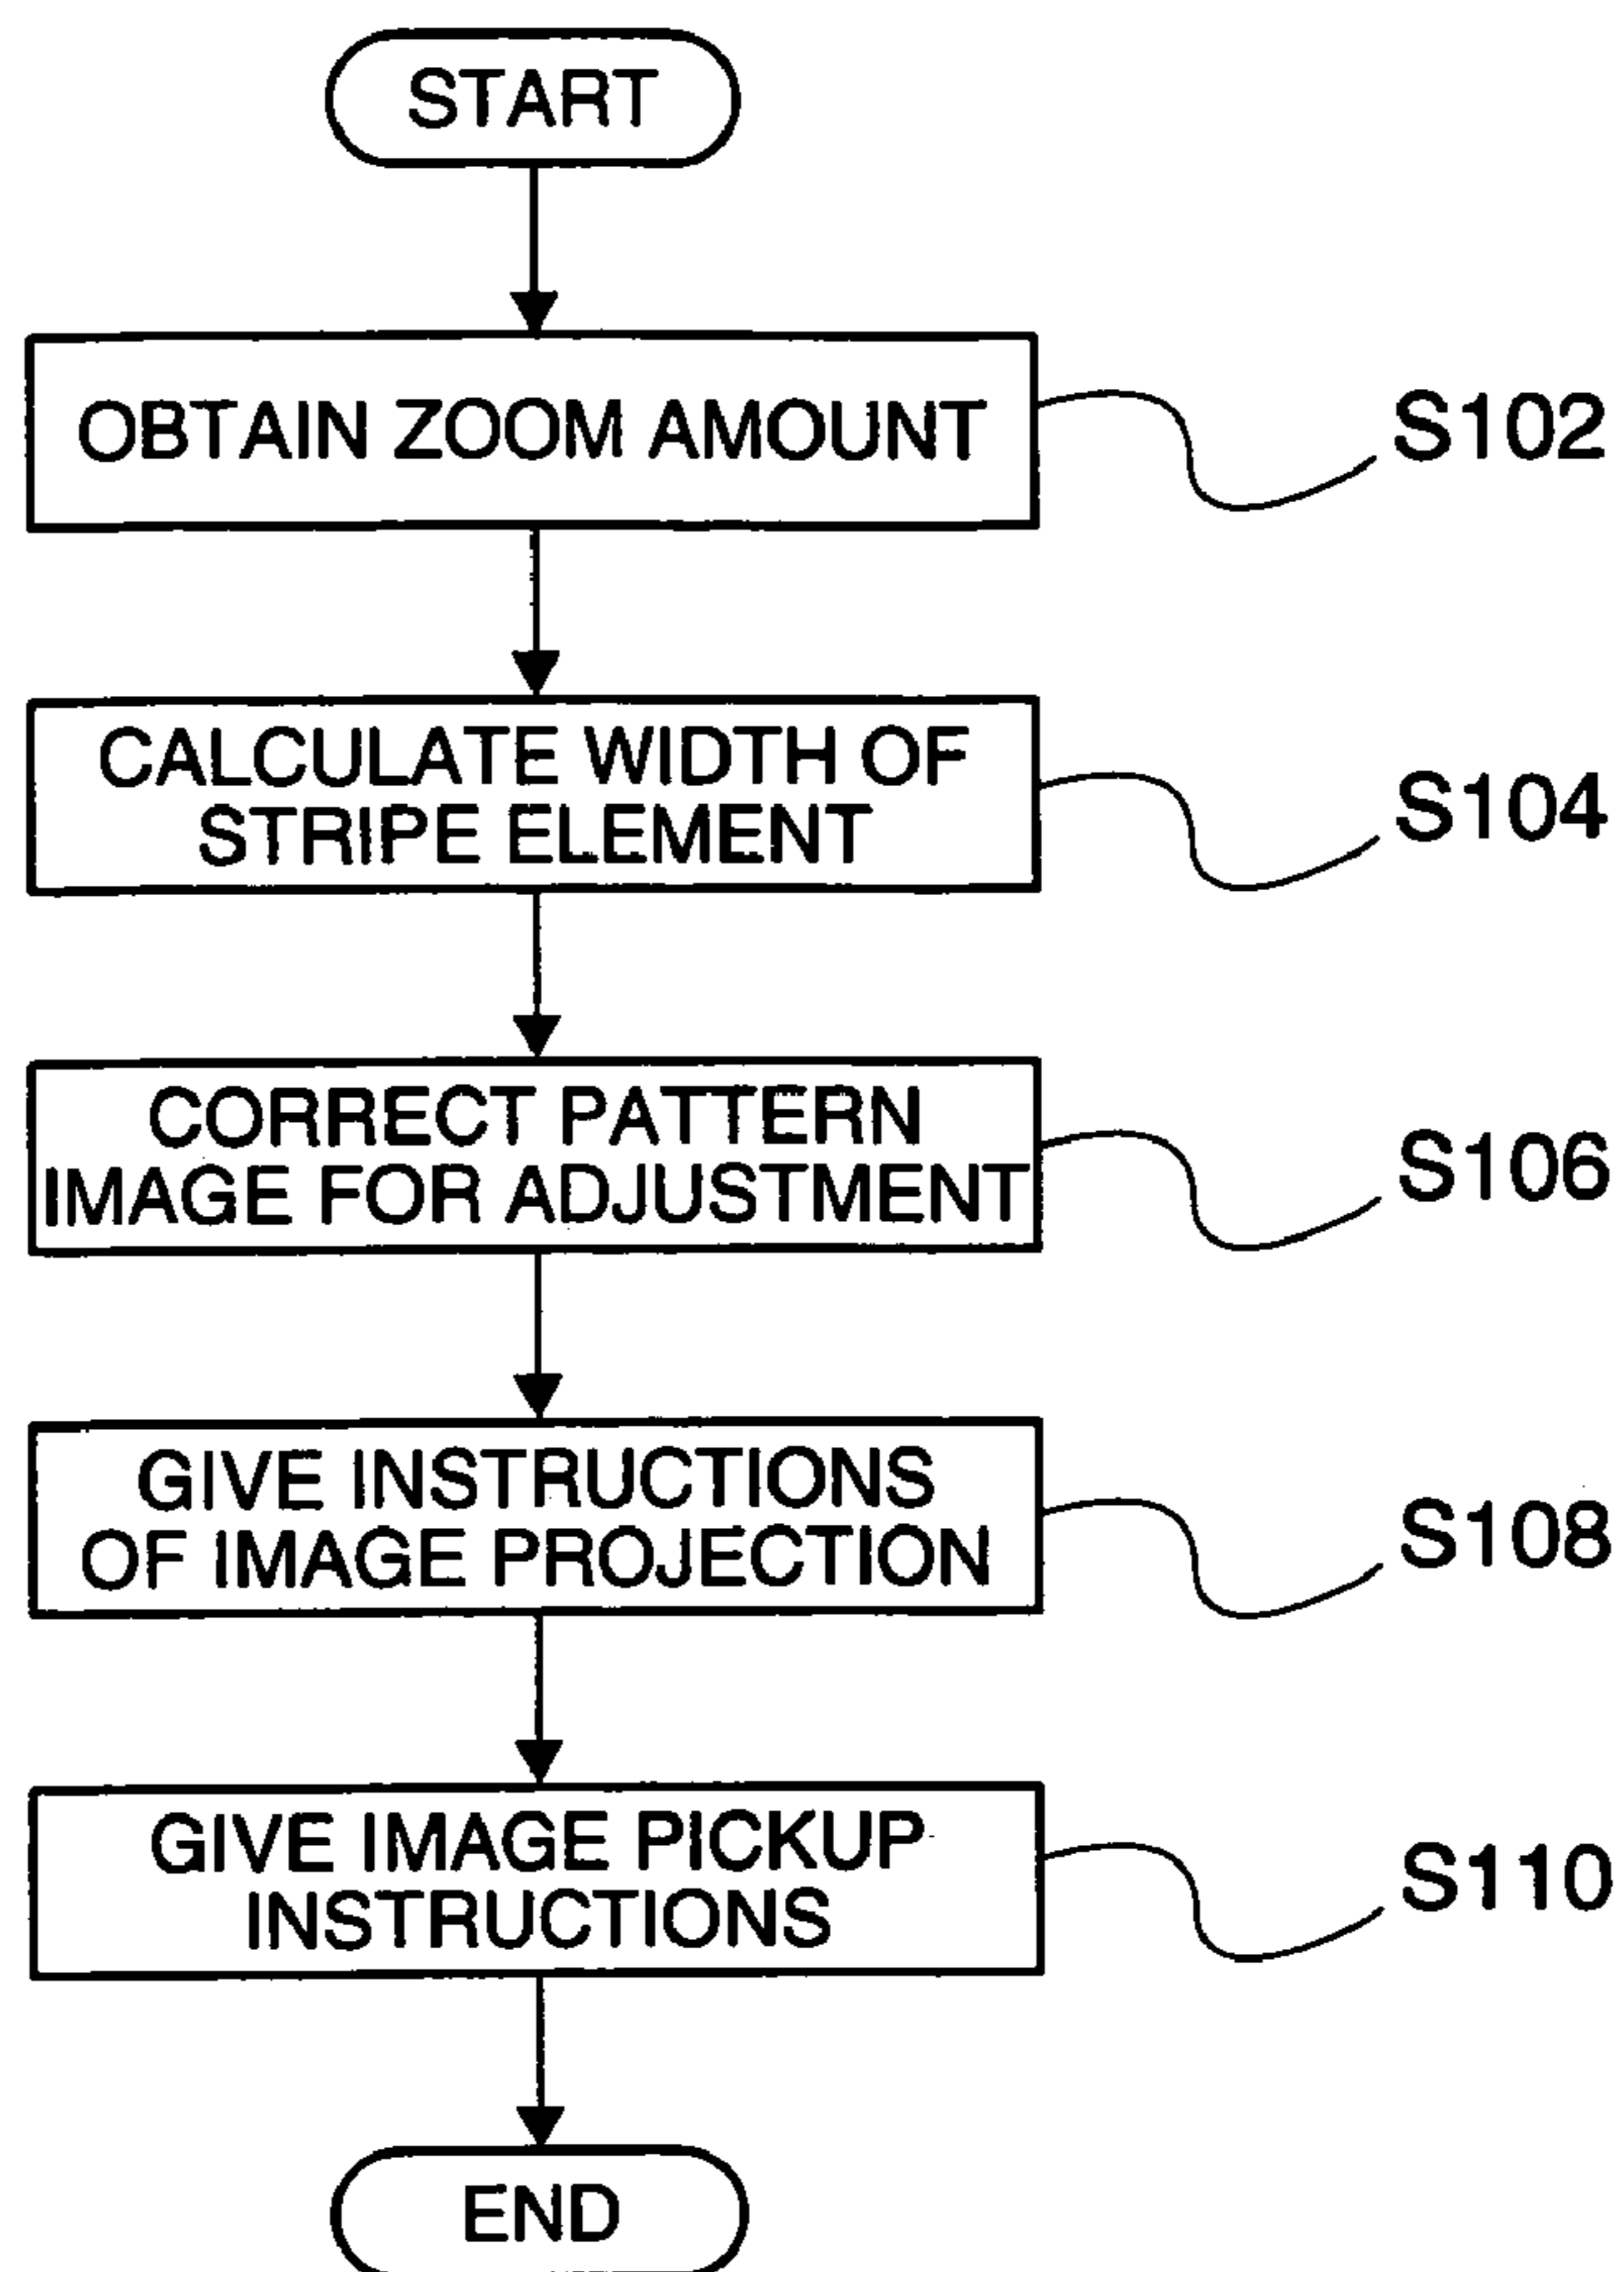 START
OBTAIN ZOOM AMOUNT
S102
CALCULATE WIDTH OF
STRIPE ELEMENT
S104
CORRECT PATTERN
IMAGE FOR ADJUSTMENT
S106
GIVE INSTRUCTIONS
OF IMAGE PROJECTION
S108
GIVE IMAGE PICKUP
INSTRUCTIONS
S110
END